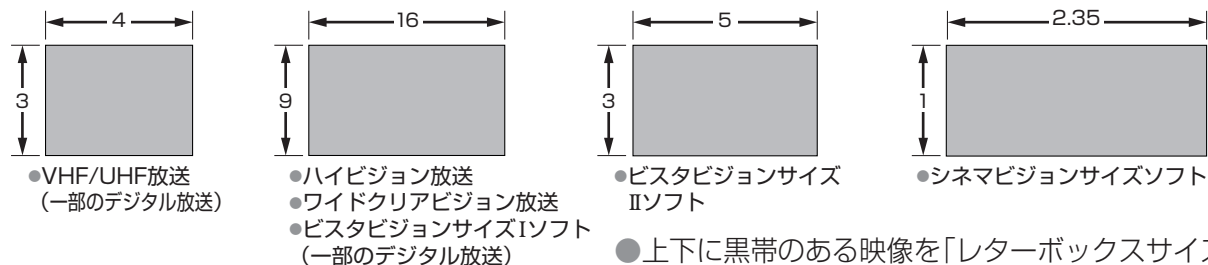 4
3
●VHF/UHF放送
（一部のデジタル放送）
16
9
●ハイビジョン放送
●ワイドクリアビジョン放送
●ビスタビジョンサイズⅠソフト
（一部のデジタル放送）
5
3
●ビスタビジョンサイズ
Ⅱソフト
2.35
1
●シネマビジョンサイズソフト
●上下に黒帯のある映像を「レターボックスサイズ